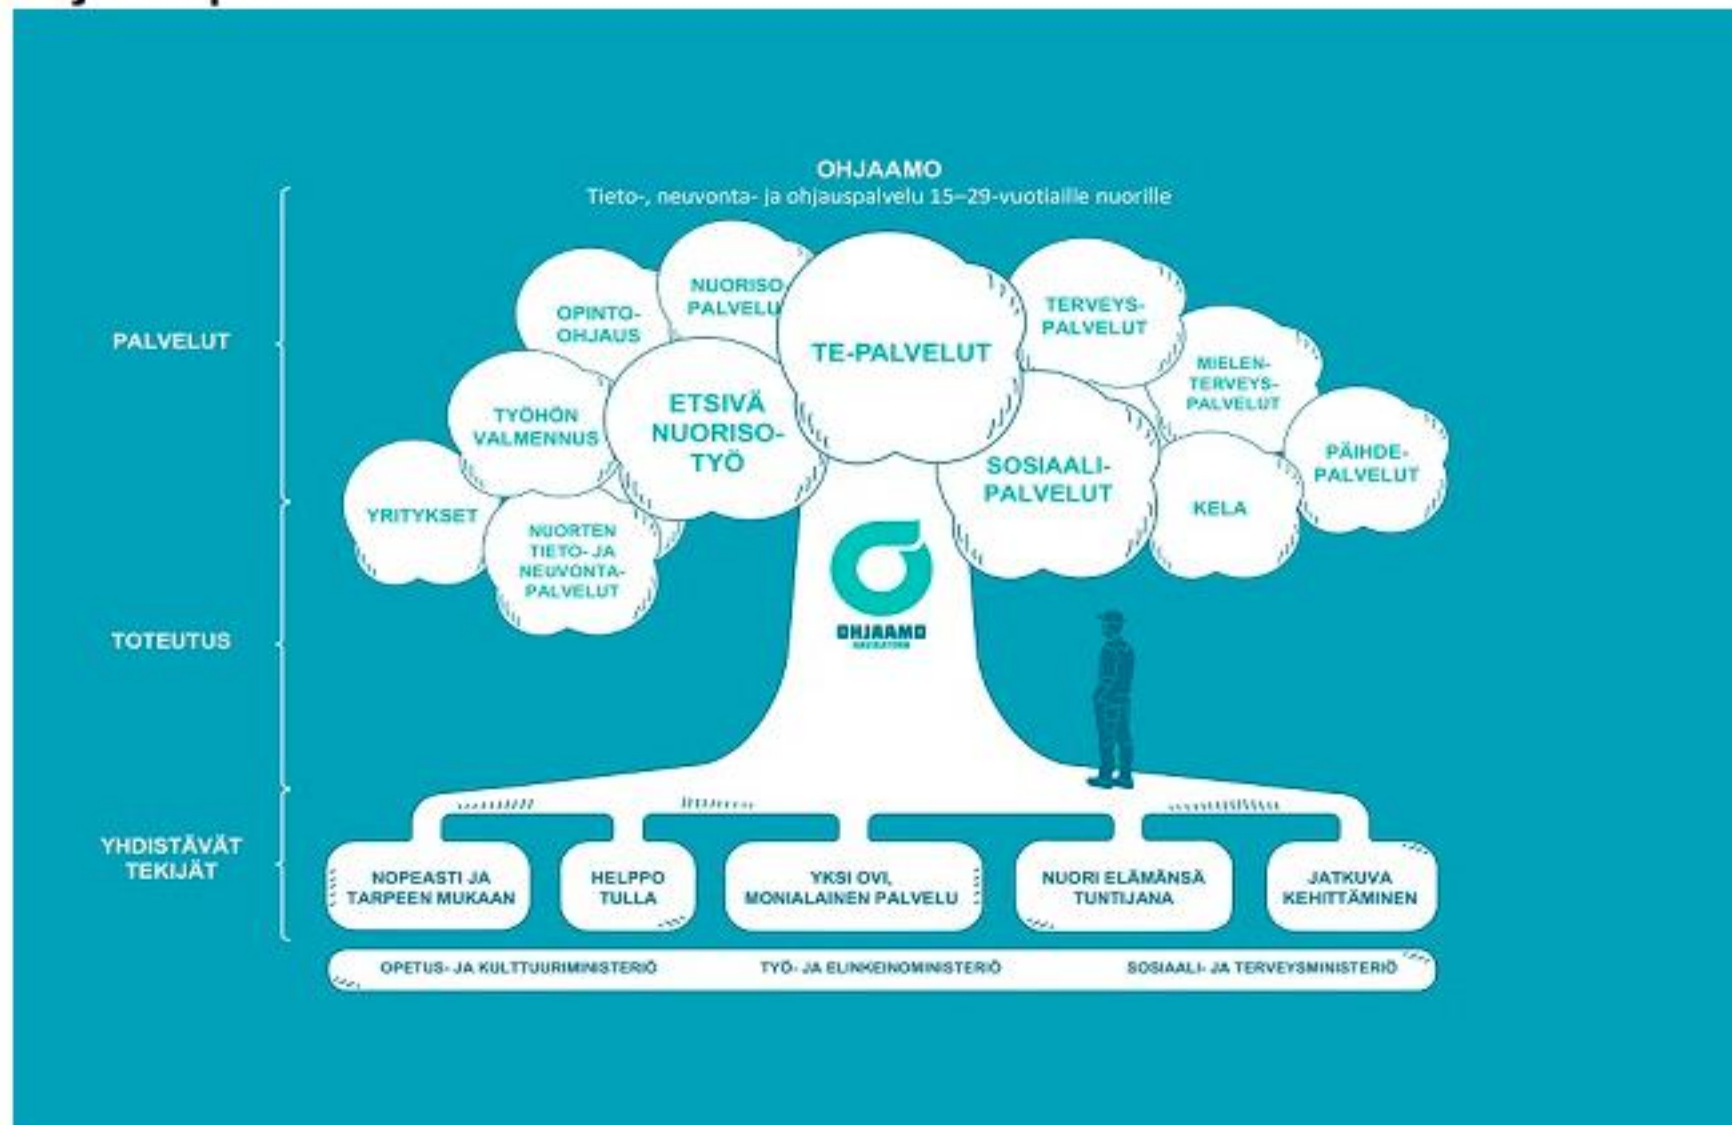 OHJAAMO
Tieto-, neuvonta- ja ohjauspalvelu 15–29-vuotiaille nuorille
PALVELUT
OPINTO-
OHJAUS
NUORISO
PALVELU
TE-PALVELUT
TERVEYS-
PALVELUT
MIELEN-
TERVEYS-
PALVELUT
PÄIHDE-
PALVELUT
TYÖHÖN
VALMENNUS
ETSIVÄ
NUORISO-
TYÖ
SOSIAALI-
PALVELUT
KELA
YRITYKSET
NUORTEN
TIETO- JA
NEUVONTA-
PALVELUT
TOTEUTUS
OHJAAMO
YHDISTÄVÄT
TEKIJÄT
NOPEASTI JA
TARPEEN MUKAAN
HELPPO
TULLA
YKSI OVI,
MONIALAINEN PALVELU
NUORI ELÄMÄNSÄ
TUNTIJANA
JATKUVA
KEHITTÄMINEN
OPETUS- JA KULTTUURIMINISTERIÖ
TYÖ- JA ELINKEINOMINISTERIÖ
SOSIAALI- JA TERVEYSMINISTERIÖ